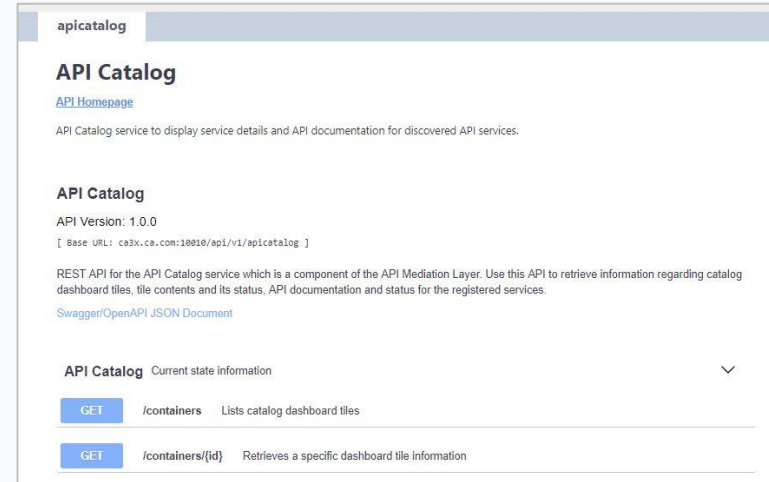 apicatalog
API Catalog
API Homepage
API Catalog service to display service details and API documentation for discovered API services.
API Catalog
API Version: 1.0.0
[ Base URL: ca3x.ca.com:10010/api/v1/apicatalog ]
REST API for the API Catalog service which is a component of the API Mediation Layer. Use this API to retrieve information regarding catalog
dashboard tiles, tile contents and its status, API documentation and status for the registered services.
Swagger/OpenAPI JSON Document
API Catalog Current state information
GET /containers Lists catalog dashboard tiles
GET /containers/{id} Retrieves a specific dashboard tile information